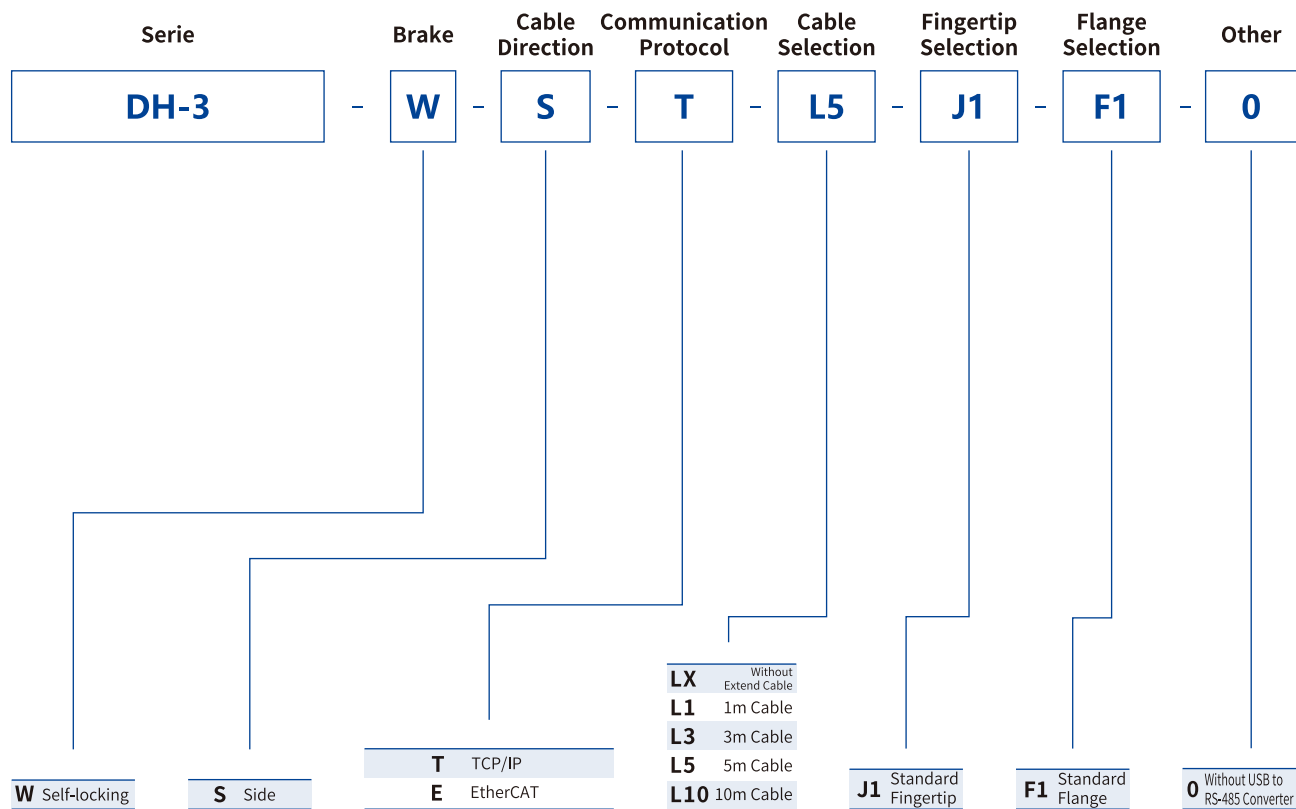 Serie
Brake
Cable
Direction
Communication
Protocol
Cable
Selection
Fingertip
Selection
Flange
Selection
Other
DH-3 - W - S - T - L5 - J1 - F1 - 0
W Self-locking
S Side
T TCP/IP
E EtherCAT
LX Without
Extend Cable
L1 1m Cable
L3 3m Cable
L5 5m Cable
L10 10m Cable
J1 Standard
Fingertip
F1 Standard
Flange
0 Without USB to
RS-485 Converter